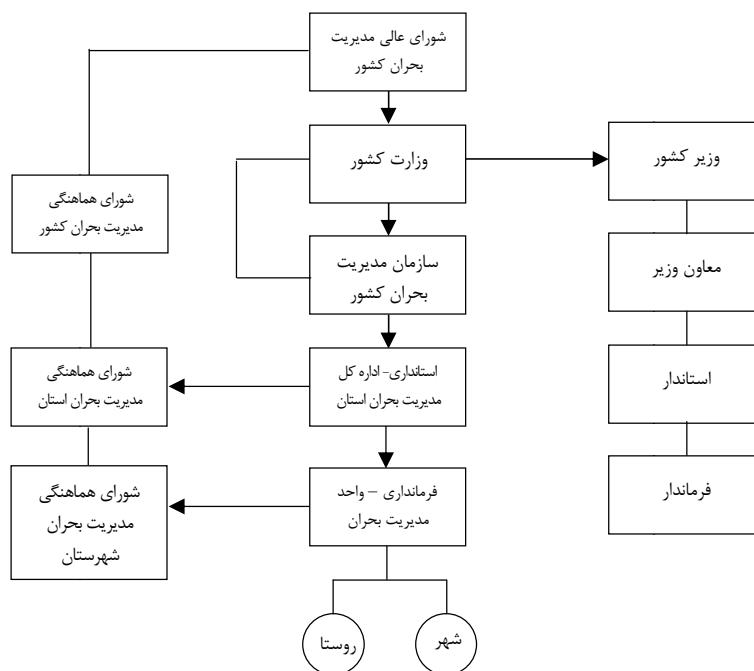 شورای عالی مدیریت
بحران کشور
وزارت کشور
وزیر کشور
شورای هماهنگی
مدیریت بحران کشور
سازمان مدیریت
بحران کشور
معاون وزیر
استانداری- اداره کل
مدیریت بحران استان
شورای هماهنگی
مدیریت بحران استان
استاندار
فرمانداری – واحد
مدیریت بحران
شورای هماهنگی
مدیریت بحران
شهرستان
فرماندار
شهر
روستا